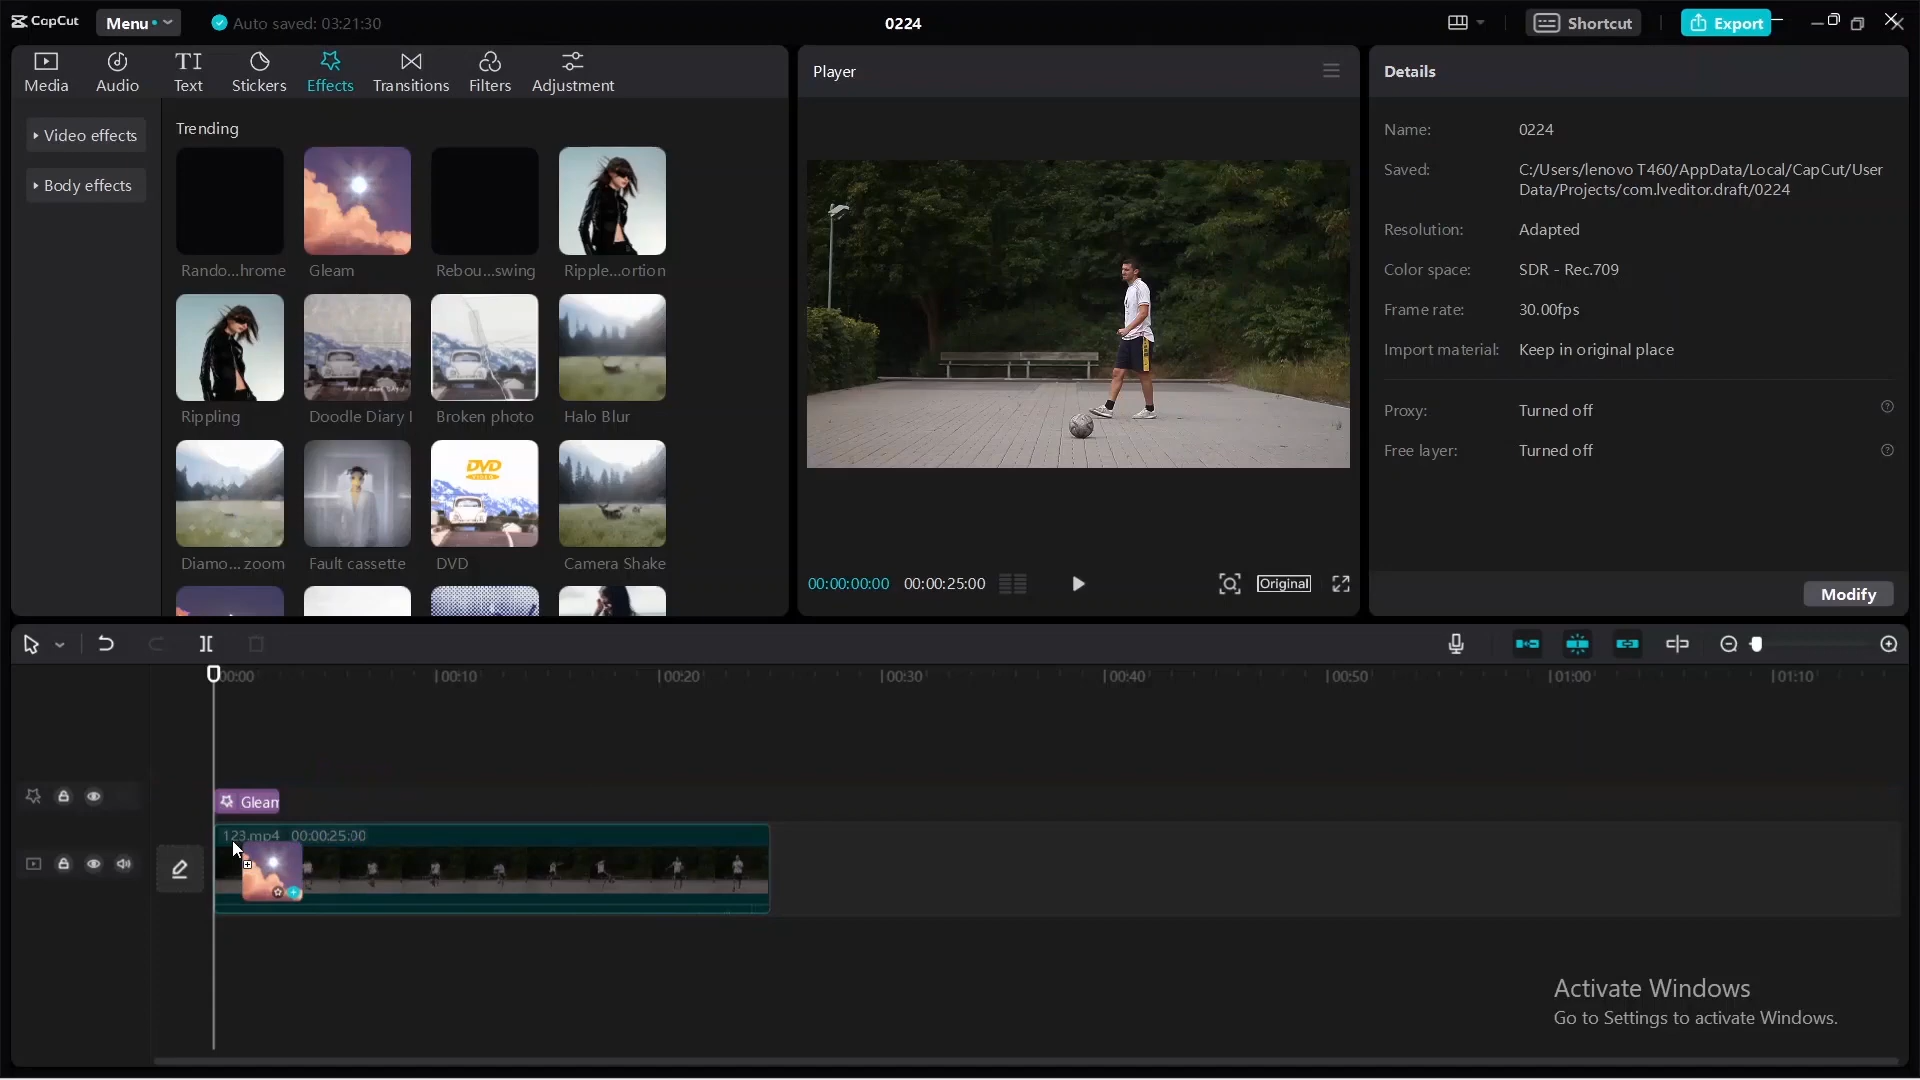 CapCut Menu Auto saved: 03:21:30 0224 Shortcut Export
Media Audio Text Stickers Effects Transitions Filters Adjustment
Video effects
Body effects
Trending
Rando...hrome Gleam Rebou...swing Ripple...ortion
Rippling Doodle Diary Broken photo Halo Blur
DVD
Diamo... zoom Fault cassette DVD Camera Shake
Player
00:00:00:00 00:00:25:00 Original
Details
Name: 0224
Saved: C:/Users/lenovo T460/AppData/Local/CapCut/User
Data/Projects/com.lveditor.draft/0224
Resolution: Adapted
Color space: SDR - Rec.709
Frame rate: 30.00fps
Import material: Keep in original place
Proxy: Turned off
Free layer: Turned off
Modify
00:00 00:10 00:20 00:30 00:40 00:50 01:00 01:10
Gleam
123.mp4 00:00:25:00
Activate Windows
Go to Settings to activate Windows.